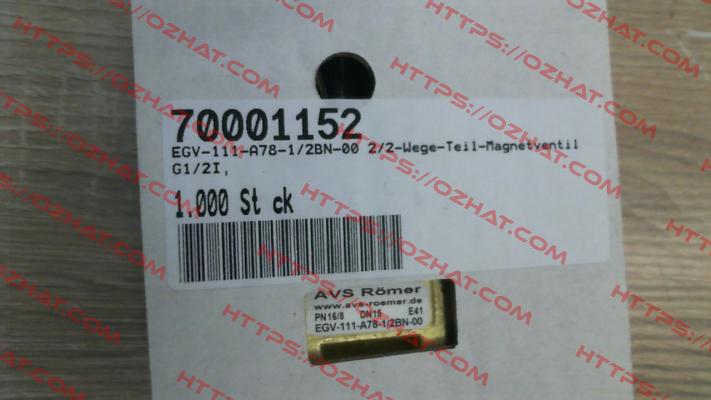 70001152
EGV-111-A78-1/2BN-00 2/2-Wege-Teil-Magnetventil
G1/2I,
1.000 St ck
AVS Römer
www.avs-roemer.de
PN16/8 DN15 E41
EGV-111-A78-1/2BN-00
HTTPS://OZHAT.COM